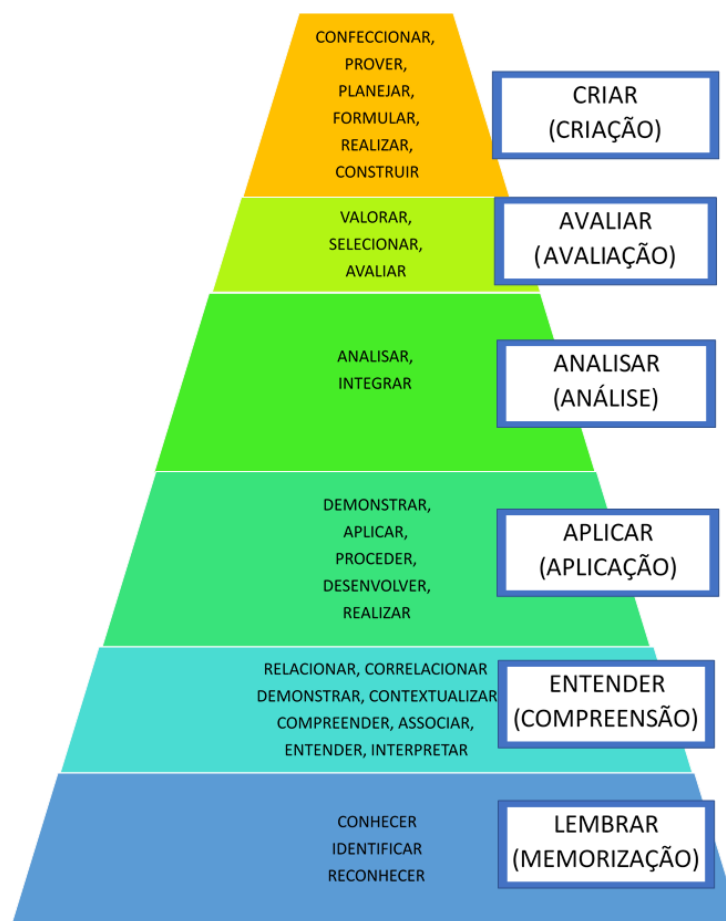 CONFECCIONAR,
PROVER,
PLANEJAR,
FORMULAR,
REALIZAR,
CONSTRUIR
CRIAR
(CRIAÇÃO)
VALORAR,
SELECIONAR,
AVALIAR
AVALIAR
(AVALIAÇÃO)
ANALISAR,
INTEGRAR
ANALISAR
(ANÁLISE)
DEMONSTRAR,
APLICAR,
PROCEDER,
DESENVOLVER,
REALIZAR
APLICAR
(APLICAÇÃO)
RELACIONAR, CORRELACIONAR
DEMONSTRAR, CONTEXTUALIZAR
COMPREENDER, ASSOCIAR,
ENTENDER, INTERPRETAR
ENTENDER
(COMPREENSÃO)
CONHECER
IDENTIFICAR
RECONHECER
LEMBRAR
(MEMORIZAÇÃO)